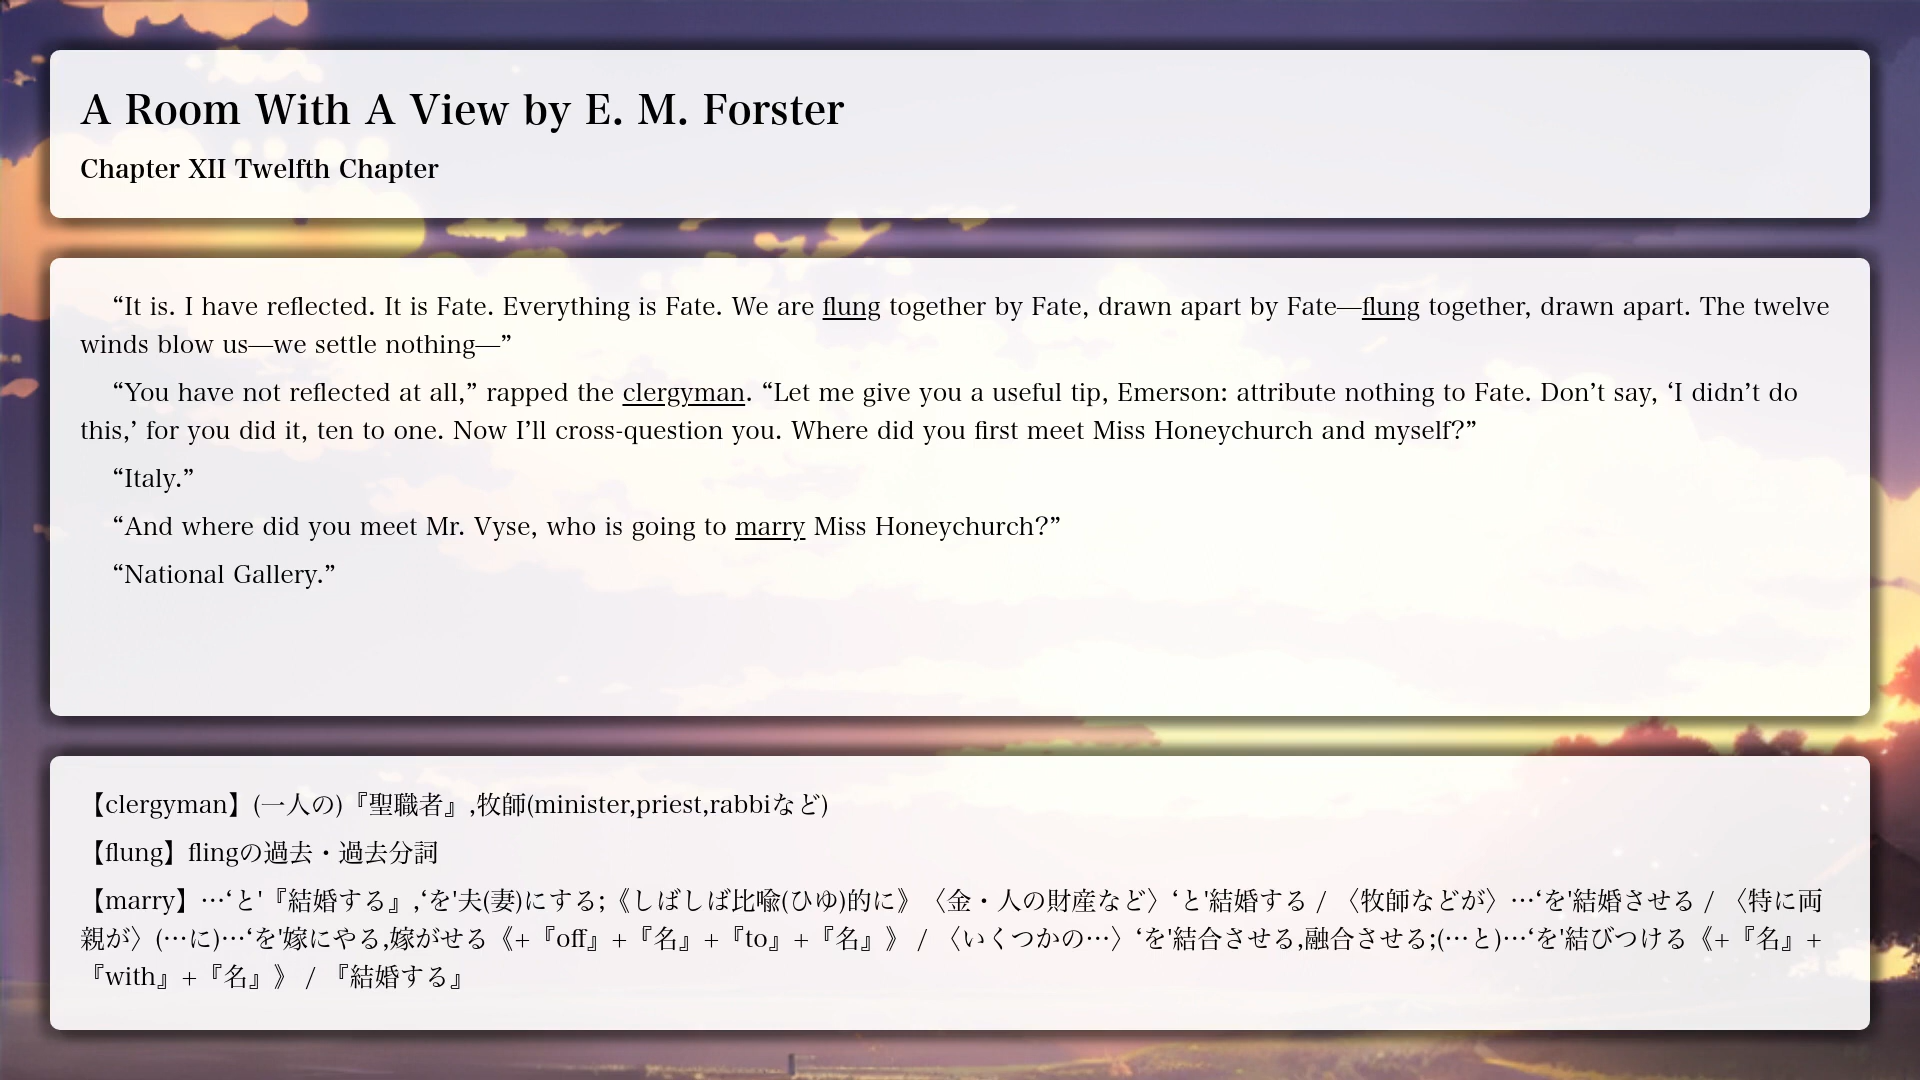 A Room With A View by E. M. Forster
Chapter XII Twelfth Chapter
“It is. I have reflected. It is Fate. Everything is Fate. We are flung together by Fate, drawn apart by Fate—flung together, drawn apart. The twelve
winds blow us—we settle nothing—”
“You have not reflected at all,” rapped the clergyman. “Let me give you a useful tip, Emerson: attribute nothing to Fate. Don’t say, ‘I didn’t do
this,’ for you did it, ten to one. Now I’ll cross-question you. Where did you first meet Miss Honeychurch and myself?”
“Italy.”
“And where did you meet Mr. Vyse, who is going to marry Miss Honeychurch?”
“National Gallery.”
【clergyman】(一人の)『聖職者』,牧師(minister,priest,rabbiなど)
【flung】flingの過去・過去分詞
【marry】…‘と'『結婚する』,‘を'夫(妻)にする;《しばしば比喩(ひゆ)的に》〈金・人の財産など〉‘と'結婚する / 〈牧師などが〉…‘を'結婚させる / 〈特に両
親が〉(…に)…‘を'嫁にやる,嫁がせる《+『off』+『名』+『to』+『名』》 / 〈いくつかの…〉‘を'結合させる,融合させる;(…と)…‘を'結びつける《+『名』+
『with』+『名』》 / 『結婚する』